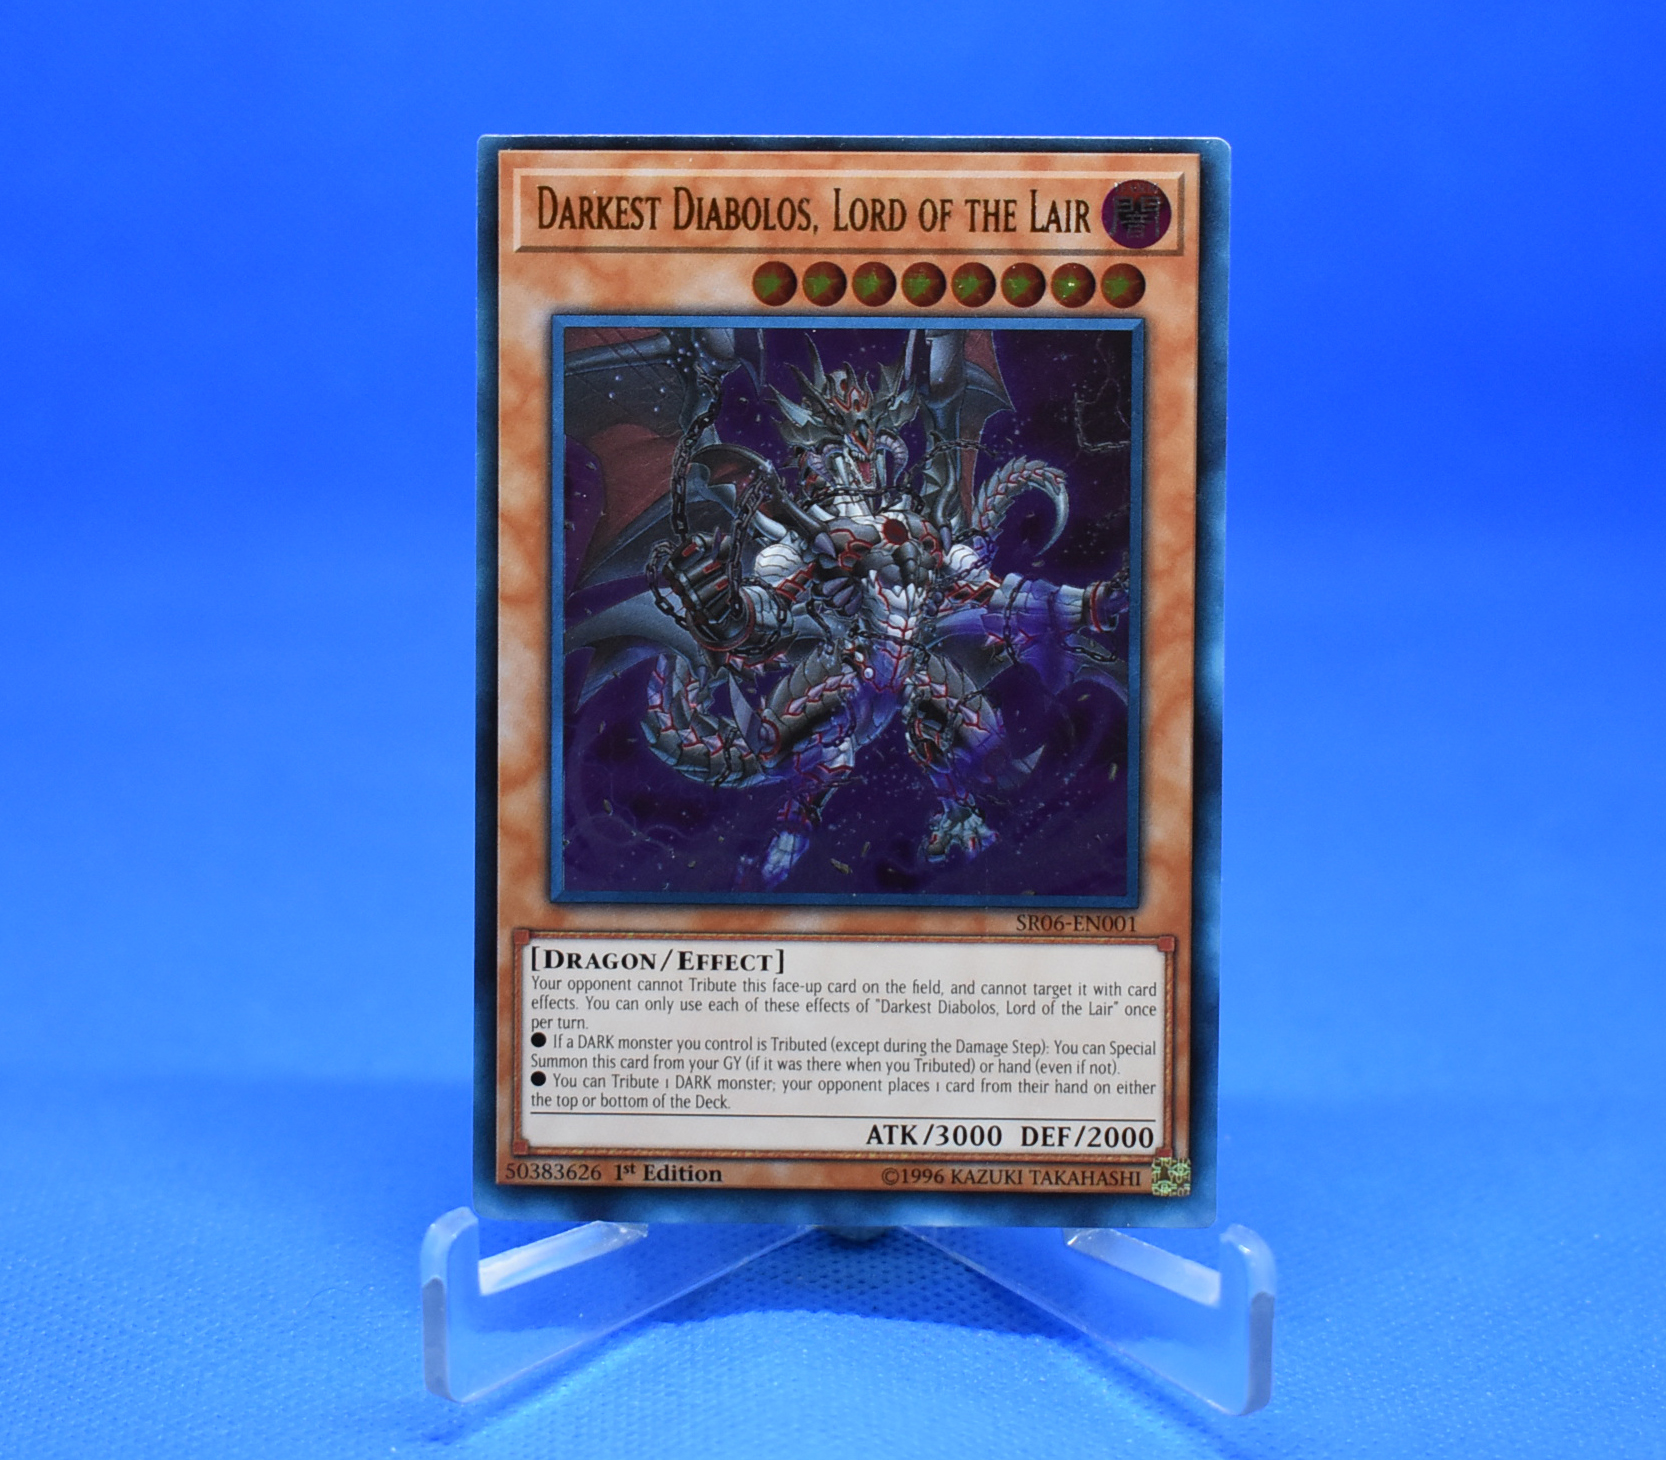 DARKEST DIABOLOS, LORD OF THE LAIR
闇
SR06-EN001
[DRAGON/EFFECT]
Your opponent cannot Tribute this face-up card on the field, and cannot target it with card
effects. You can only use each of these effects of "Darkest Diabolos, Lord of the Lair" once
per turn.
● If a DARK monster you control is Tributed (except during the Damage Step): You can Special
Summon this card from your GY (if it was there when you Tributed) or hand (even if not).
● You can Tribute 1 DARK monster; your opponent places 1 card from their hand on either
the top or bottom of the Deck.
ATK/3000 DEF/2000
50383626 1st Edition ©1996 KAZUKI TAKAHASHI